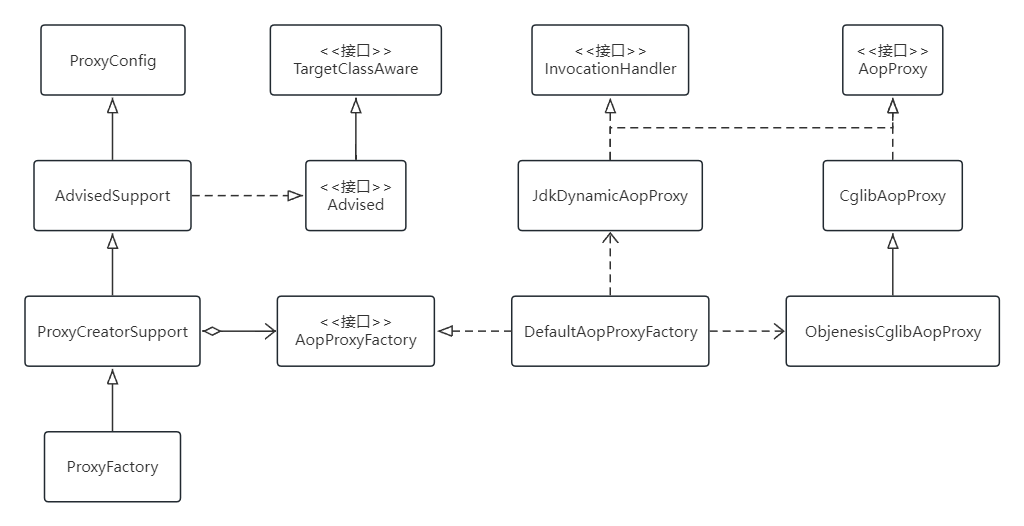 ProxyConfig
<<接口>>
TargetClassAware
<<接口>>
InvocationHandler
<<接口>>
AopProxy
AdvisedSupport
<<接口>>
Advised
JdkDynamicAopProxy
CglibAopProxy
ProxyCreatorSupport
<<接口>>
AopProxyFactory
DefaultAopProxyFactory
ObjenesisCglibAopProxy
ProxyFactory